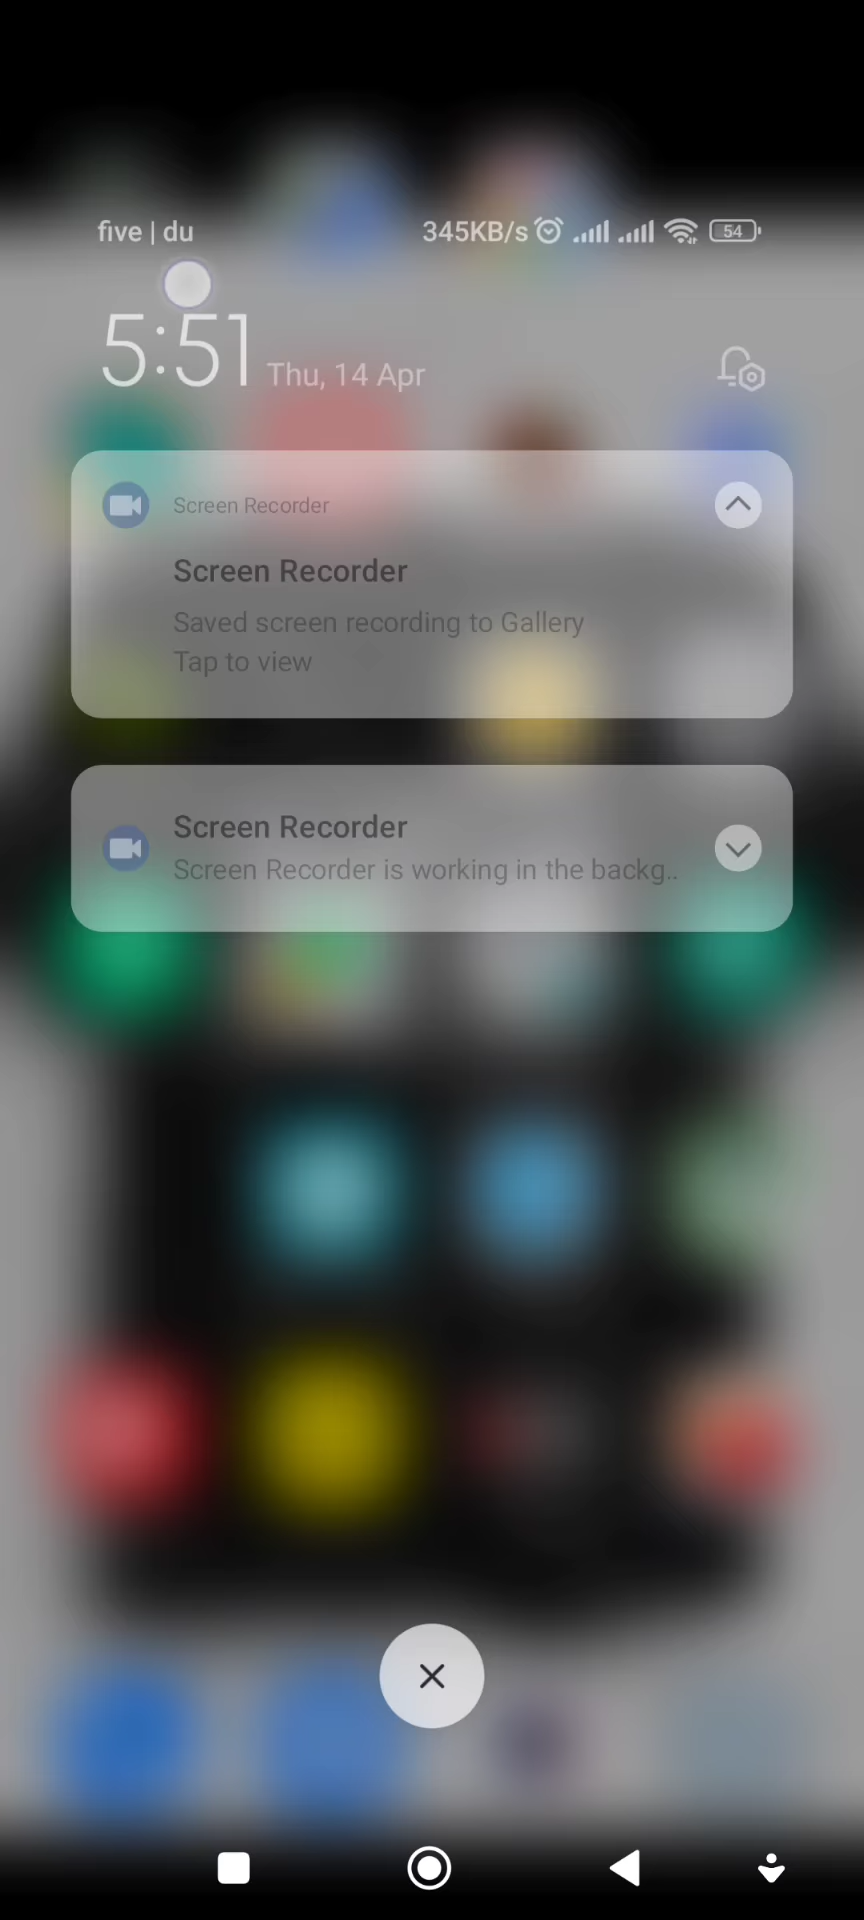 five | du
345KB/s 54
5:51 Thu, 14 Apr
Screen Recorder
Screen Recorder
Saved screen recording to Gallery
Tap to view
Screen Recorder
Screen Recorder is working in the backg..